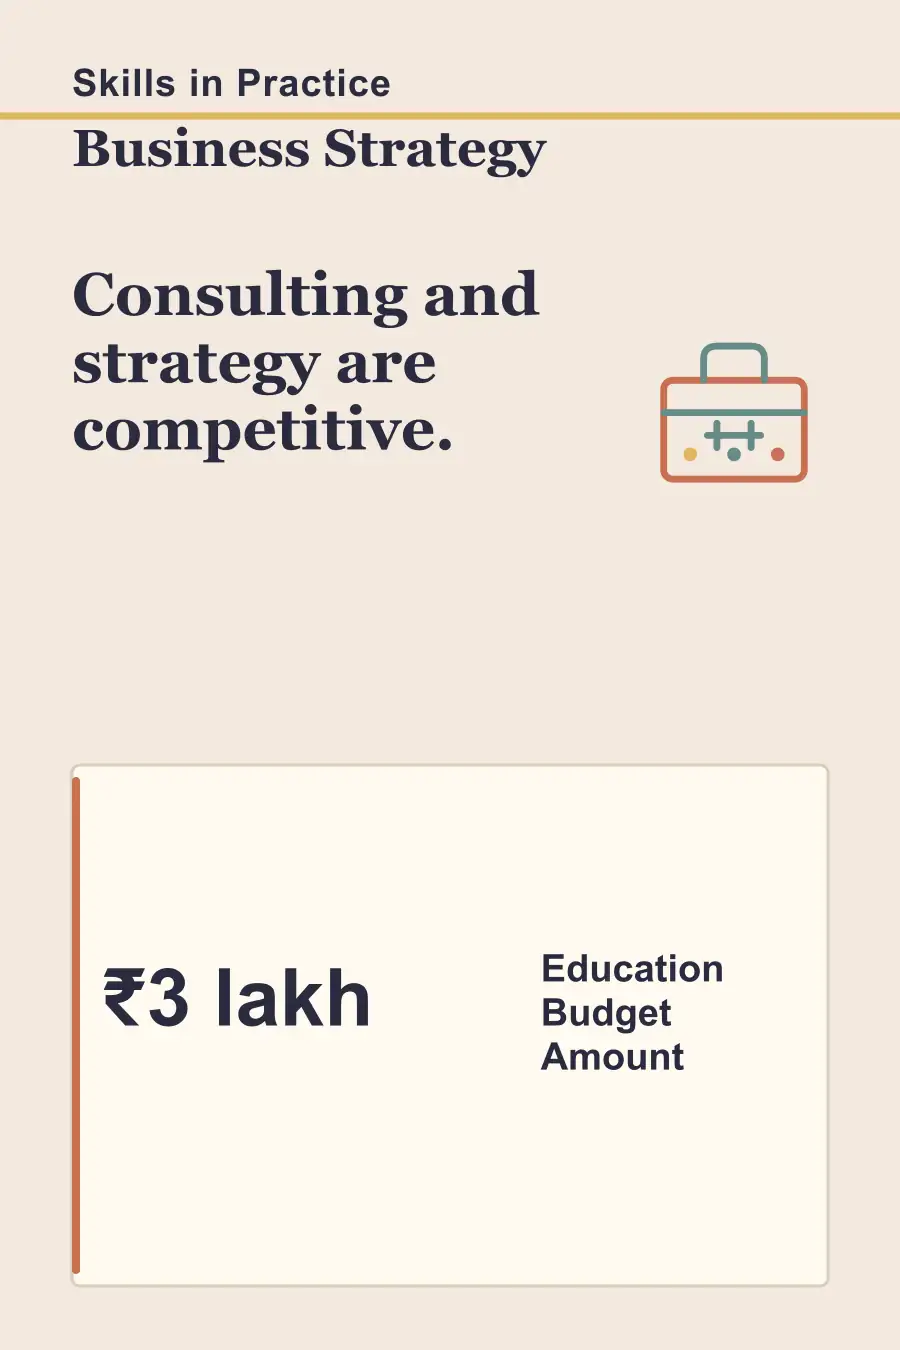 Skills in Practice
Business Strategy
Consulting and
strategy are
competitive.
₹3 lakh
Education
Budget
Amount